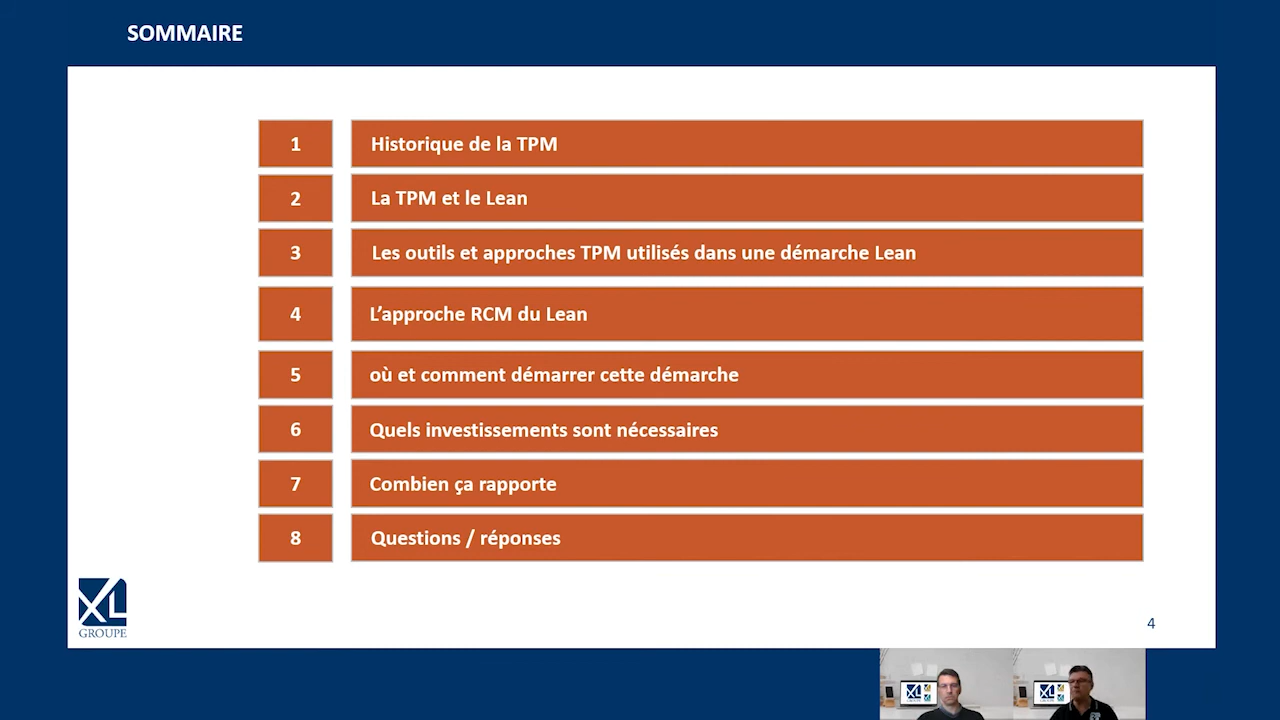 SOMMAIRE
1 Historique de la TPM
2 La TPM et le Lean
3 Les outils et approches TPM utilisés dans une démarche Lean
4 L’approche RCM du Lean
5 où et comment démarrer cette démarche
6 Quels investissements sont nécessaires
7 Combien ça rapporte
8 Questions / réponses
XL
GROUPE
4